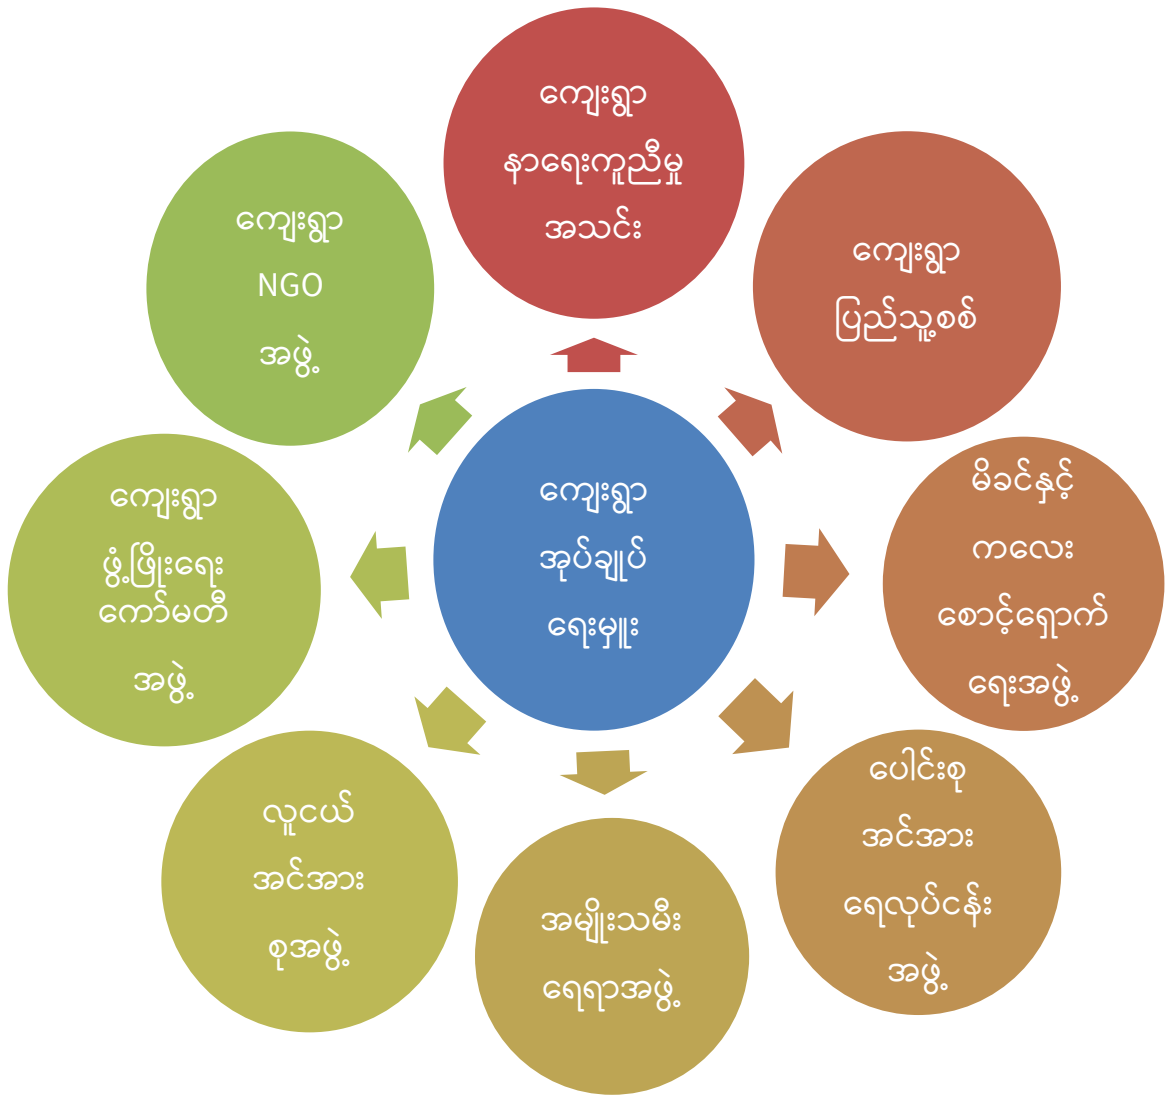 ကျေးရွာ
နာရေးကူညီမှု
အသင်း
ကျေးရွာ
ပြည်သူ့စစ်
မိခင်နှင့်
ကလေး
စောင့်ရှောက်
ရေးအဖွဲ့
ပေါင်းစု
အင်အား
ရေလုပ်ငန်း
အဖွဲ့
အမျိုးသမီး
ရေရာအဖွဲ့
လူငယ်
အင်အား
စုအဖွဲ့
ကျေးရွာ
ဖွံ့ဖြိုးရေး
ကော်မတီ
အဖွဲ့
ကျေးရွာ
NGO
အဖွဲ့
ကျေးရွာ
အုပ်ချုပ်
ရေးမှူး